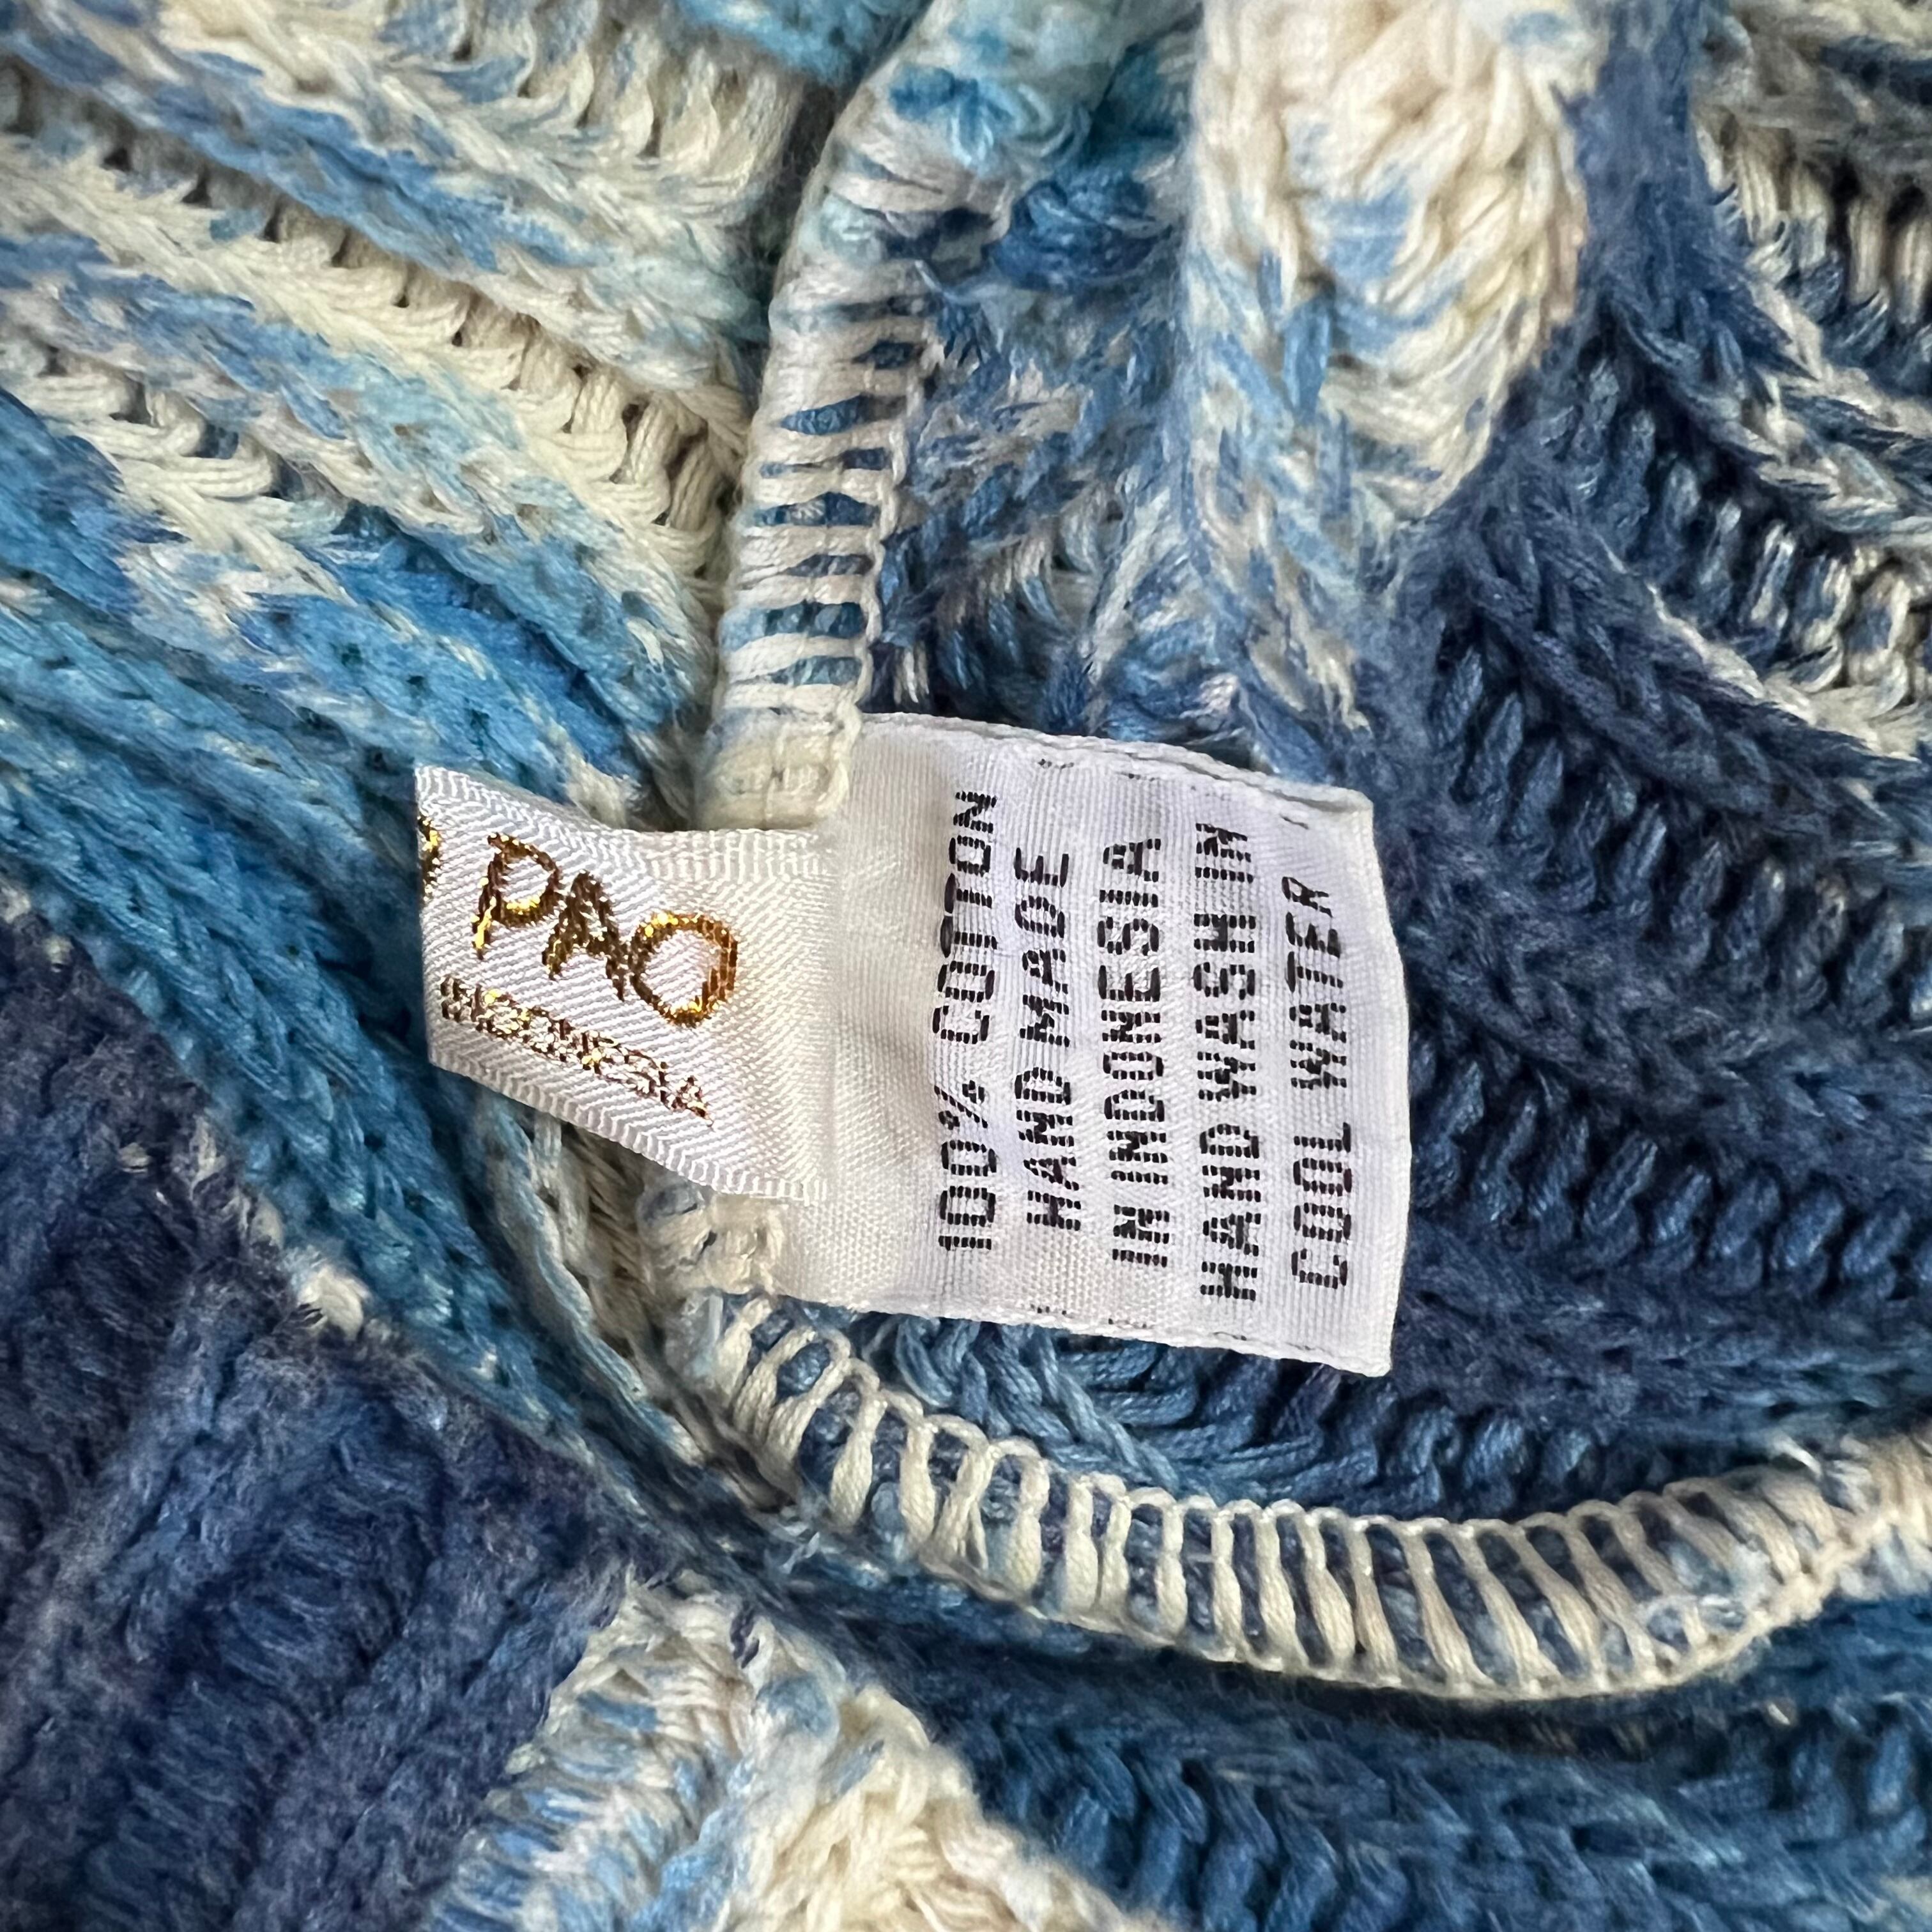 PAO
INDONESIA
100% COTTON
HAND MADE
IN INDONESIA
HAND WASH IN
COOL WATER